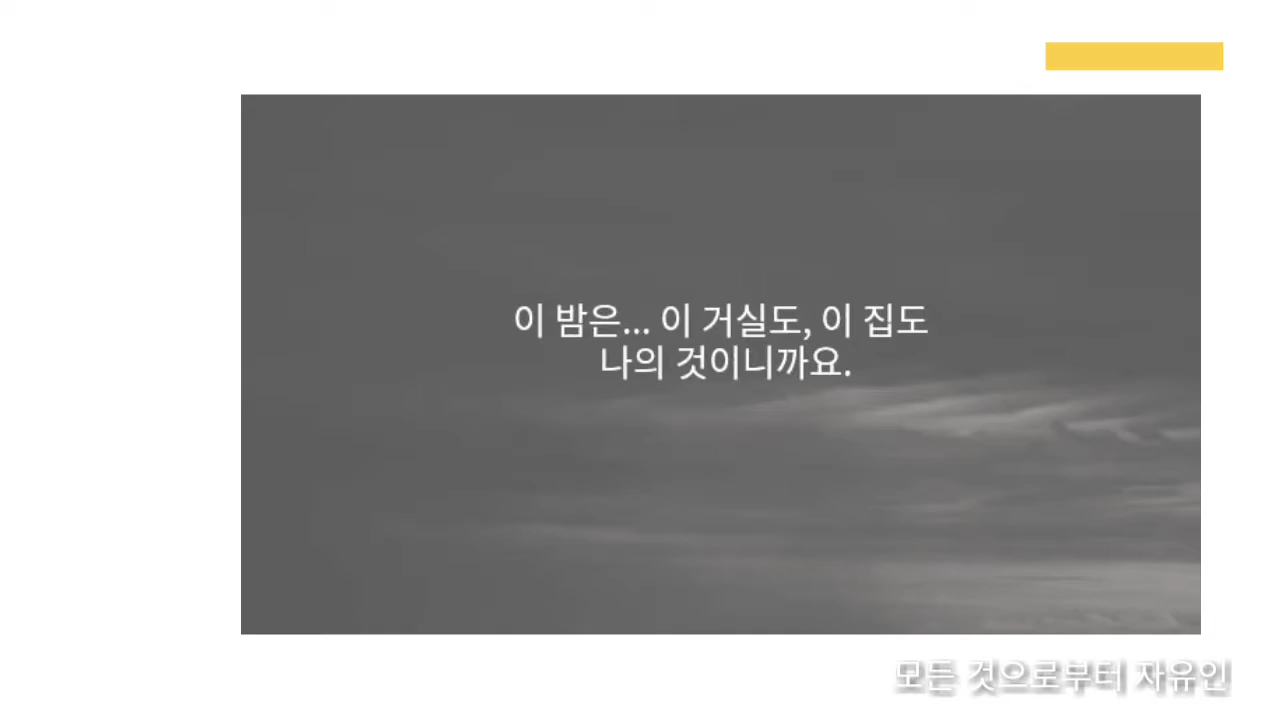 이 밤은... 이 거실도, 이 집도
나의 것이니까요.
모든 것으로부터 자유인